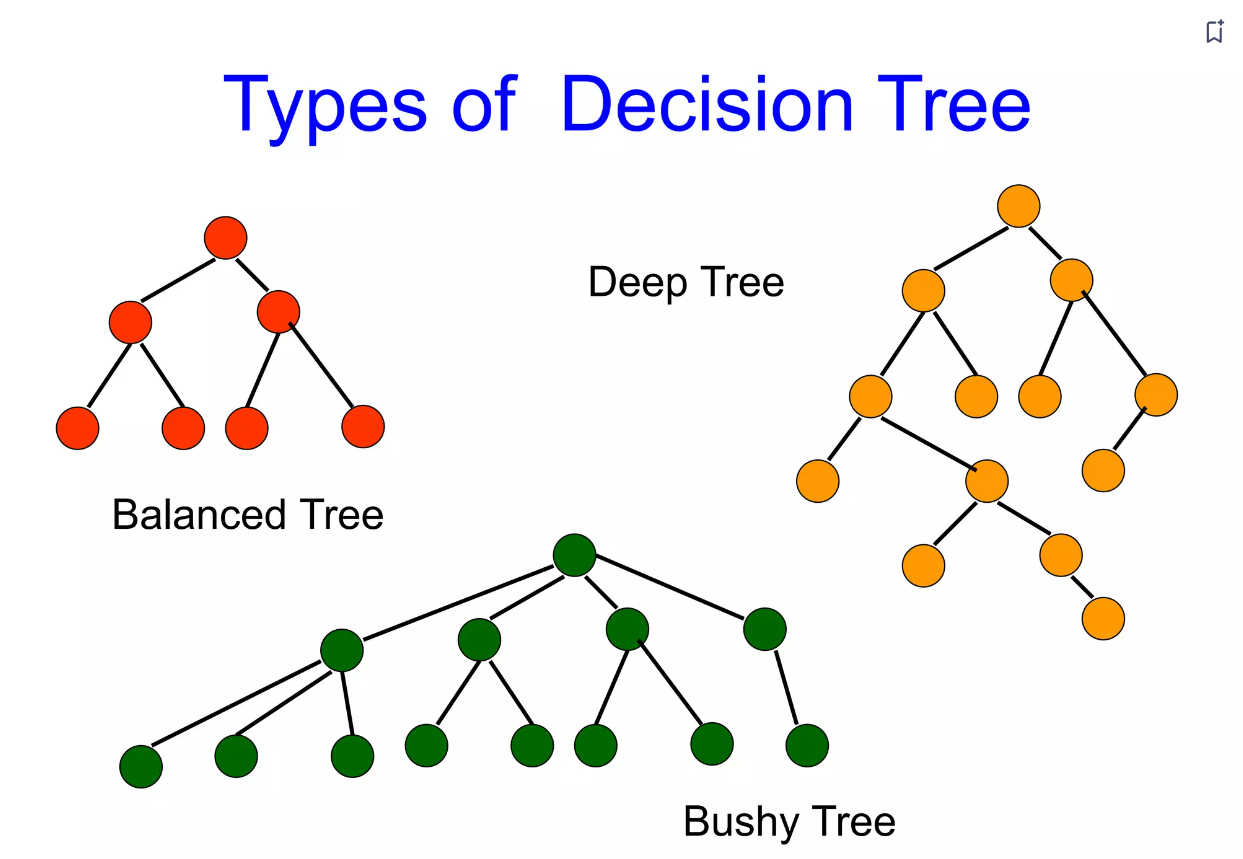 Types of Decision Tree
Deep Tree
Balanced Tree
Bushy Tree